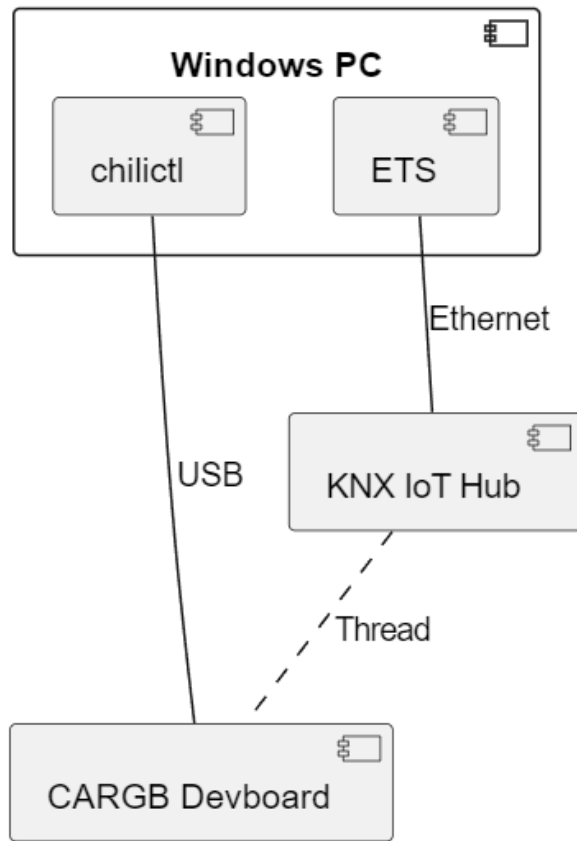 Windows PC
chilictl
ETS
Ethernet
KNX IoT Hub
USB
Thread
CARGB Devboard